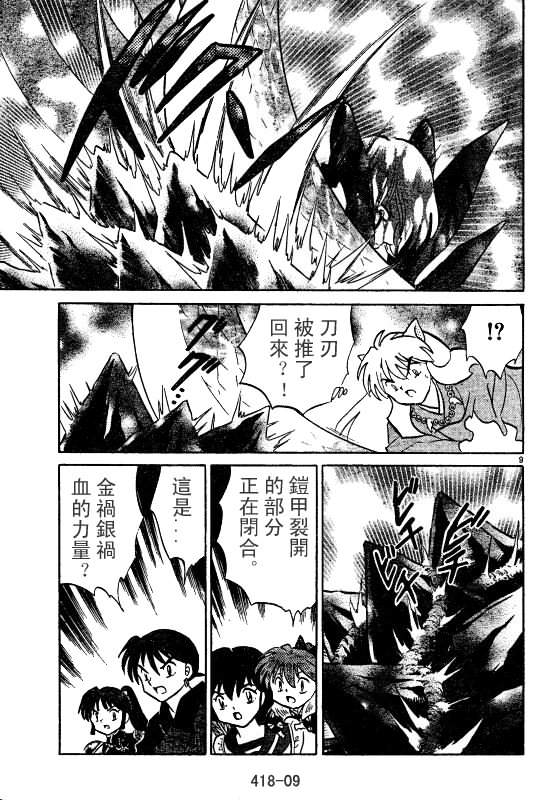 !?
刀刃
被推了
回來？！
9
鎧甲裂開
的部分
正在閉合。
這是…
金禍銀禍
血的力量？
418-09